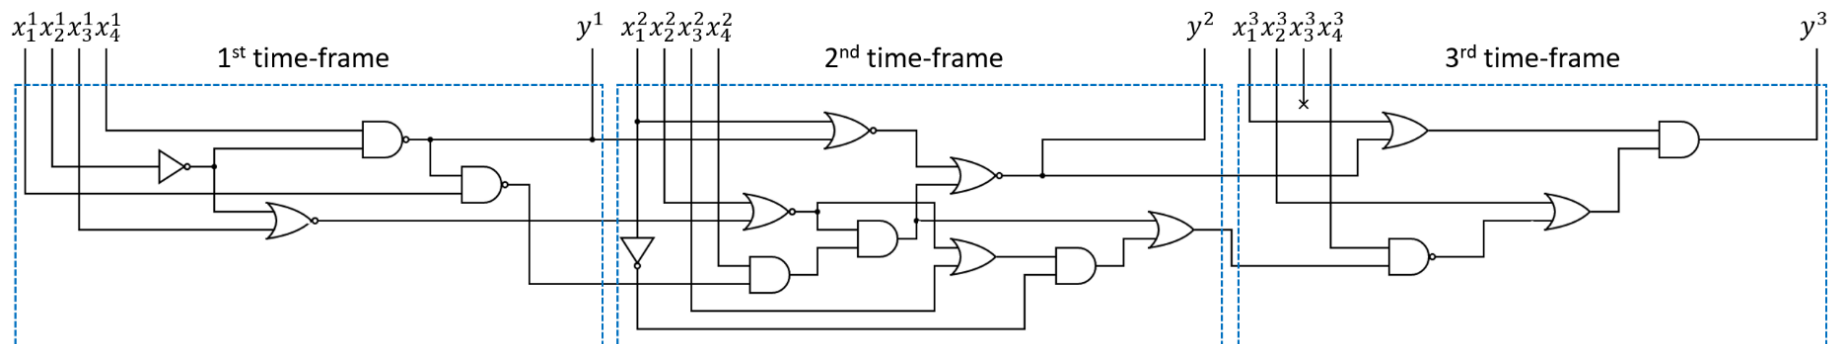 x₁¹x₂¹x₃¹x₄¹ y¹ x₁²x₂²x₃²x₄² y² x₁³x₂³x₃³x₄³ y³
1st time-frame 2nd time-frame 3rd time-frame